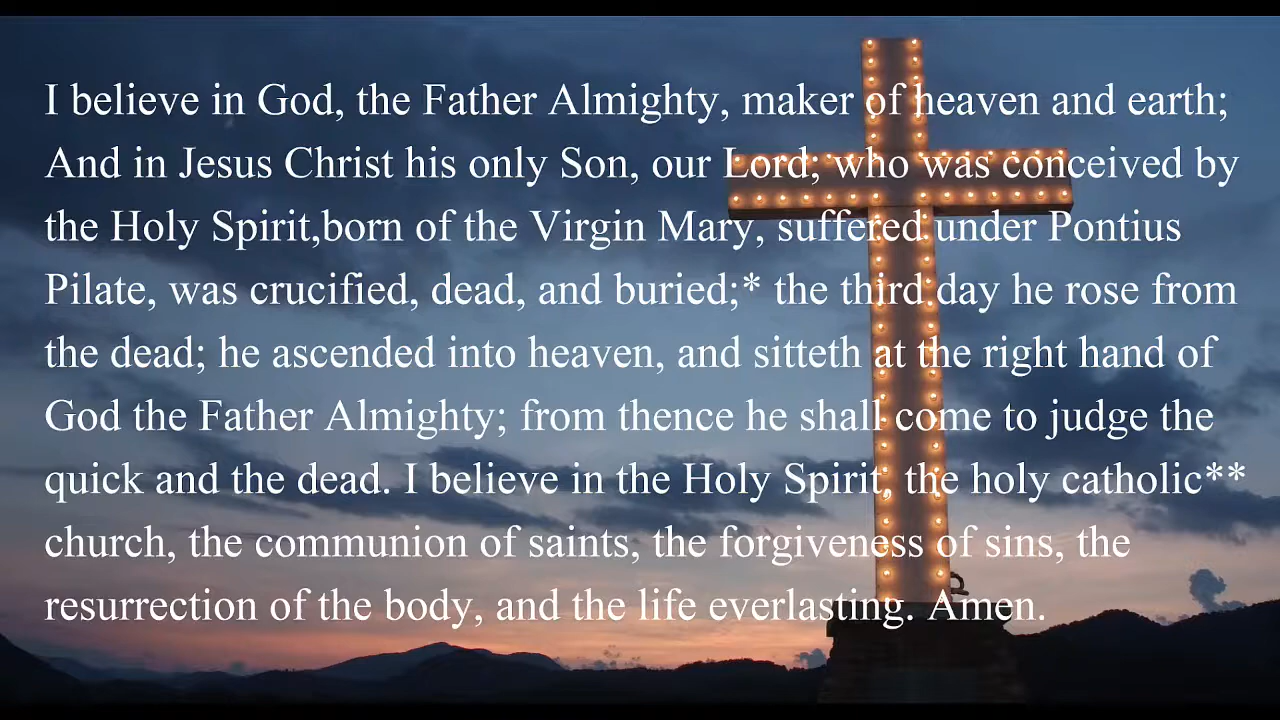 I believe in God, the Father Almighty, maker of heaven and earth;
And in Jesus Christ his only Son, our Lord; who was conceived by
the Holy Spirit,born of the Virgin Mary, suffered under Pontius
Pilate, was crucified, dead, and buried;* the third day he rose from
the dead; he ascended into heaven, and sitteth at the right hand of
God the Father Almighty; from thence he shall come to judge the
quick and the dead. I believe in the Holy Spirit, the holy catholic**
church, the communion of saints, the forgiveness of sins, the
resurrection of the body, and the life everlasting. Amen.